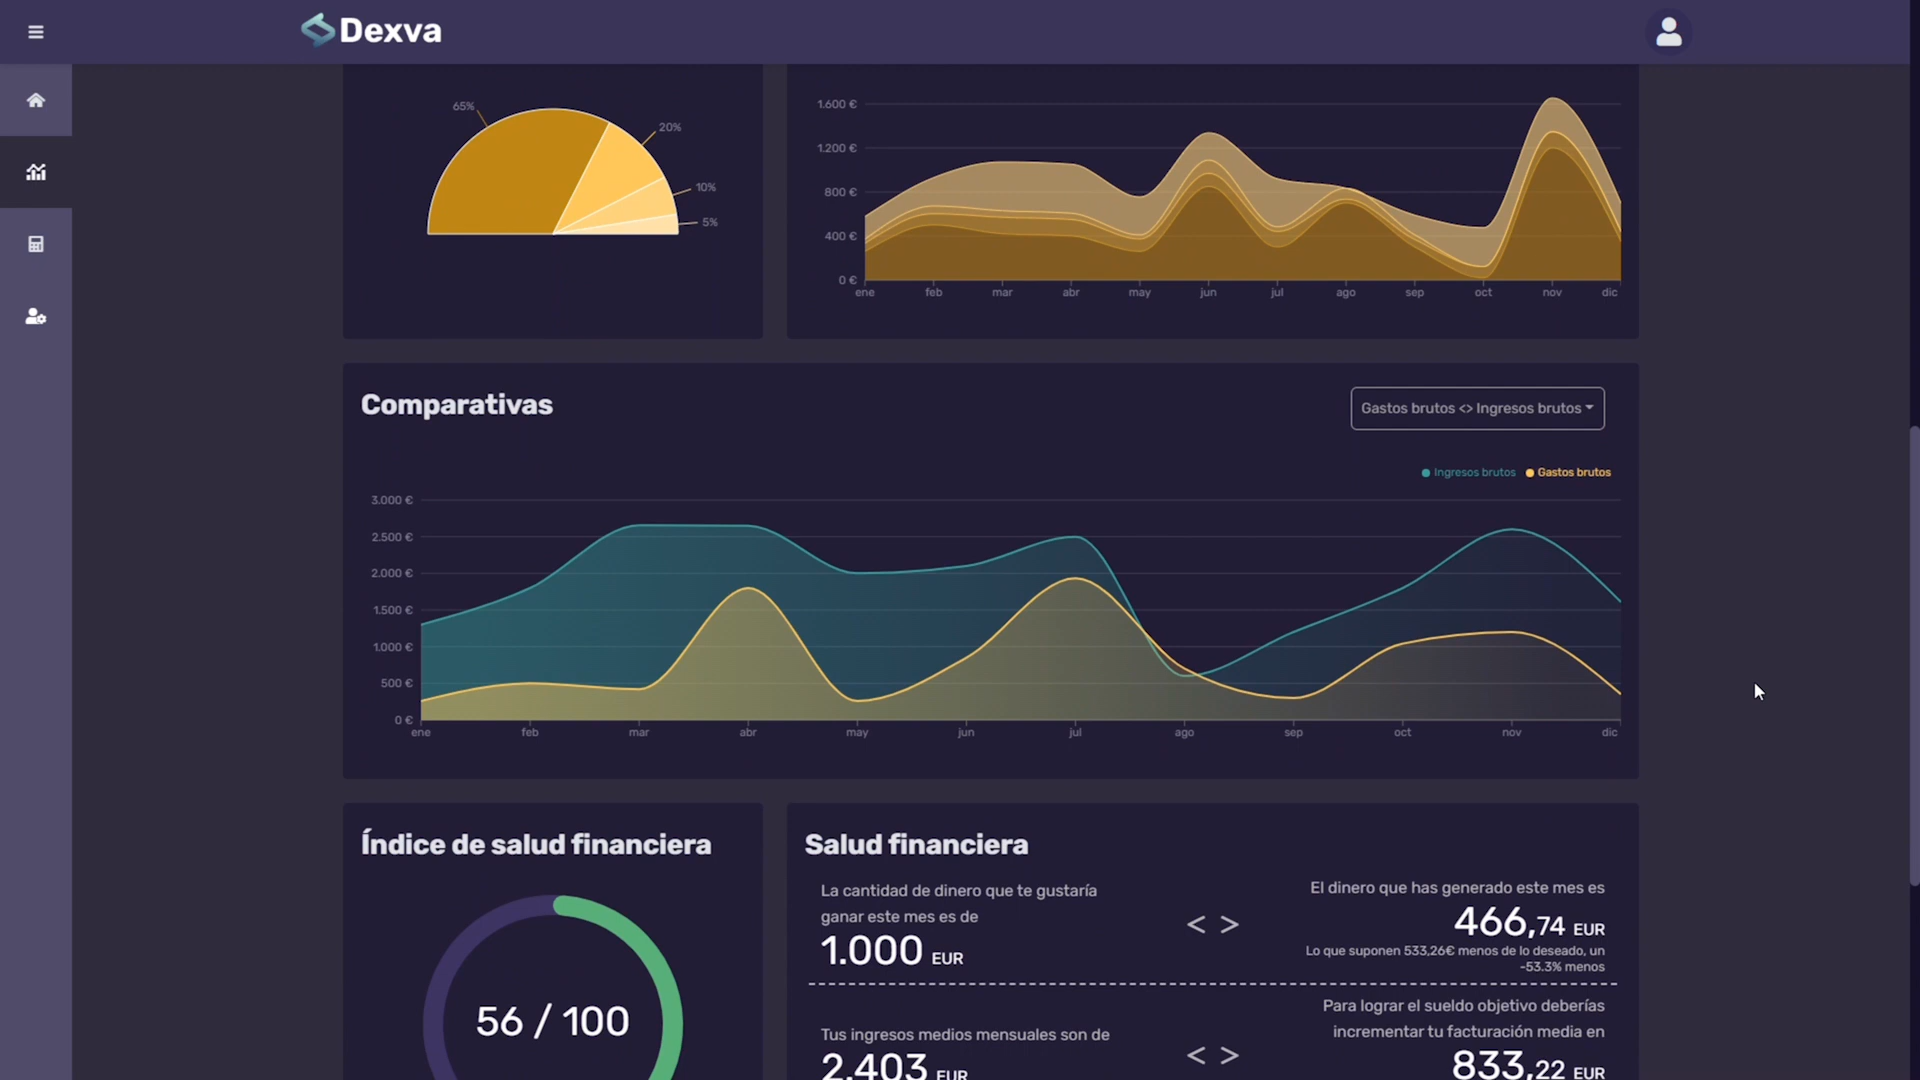 Dexva
65%
20%
10%
5%
1.600 €
1.200 €
800 €
400 €
0 €
ene feb mar abr may jun jul ago sep oct nov dic
Comparativas
Gastos brutos <> Ingresos brutos
Ingresos brutos Gastos brutos
3.000 €
2.500 €
2.000 €
1.500 €
1.000 €
500 €
0 €
ene feb mar abr may jun jul ago sep oct nov dic
Índice de salud financiera
56 / 100
Salud financiera
La cantidad de dinero que te gustaría
ganar este mes es de
1.000 EUR
< >
El dinero que has generado este mes es
466,74 EUR
Lo que suponen 533,26€ menos de lo deseado, un
-53.3% menos
Tus ingresos medios mensuales son de
2.403 EUR
< >
Para lograr el sueldo objetivo deberías
incrementar tu facturación media en
833,22 EUR